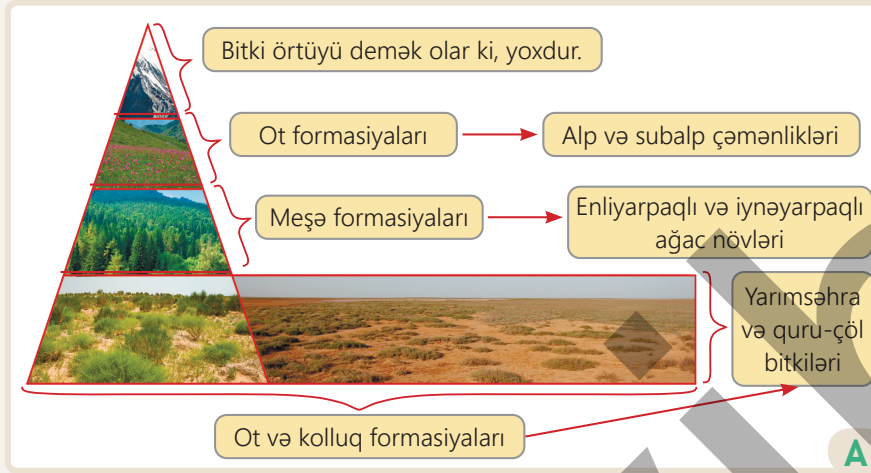 Bitki örtüyü demək olar ki, yoxdur.
Ot formasiyaları
Alp və subalp çəmənlikləri
Meşə formasiyaları
Enliyarpaqlı və iynəyarpaqlı
ağac növləri
Yarımsəhra
və quru-çöl
bitkiləri
Ot və kolluq formasiyaları
A